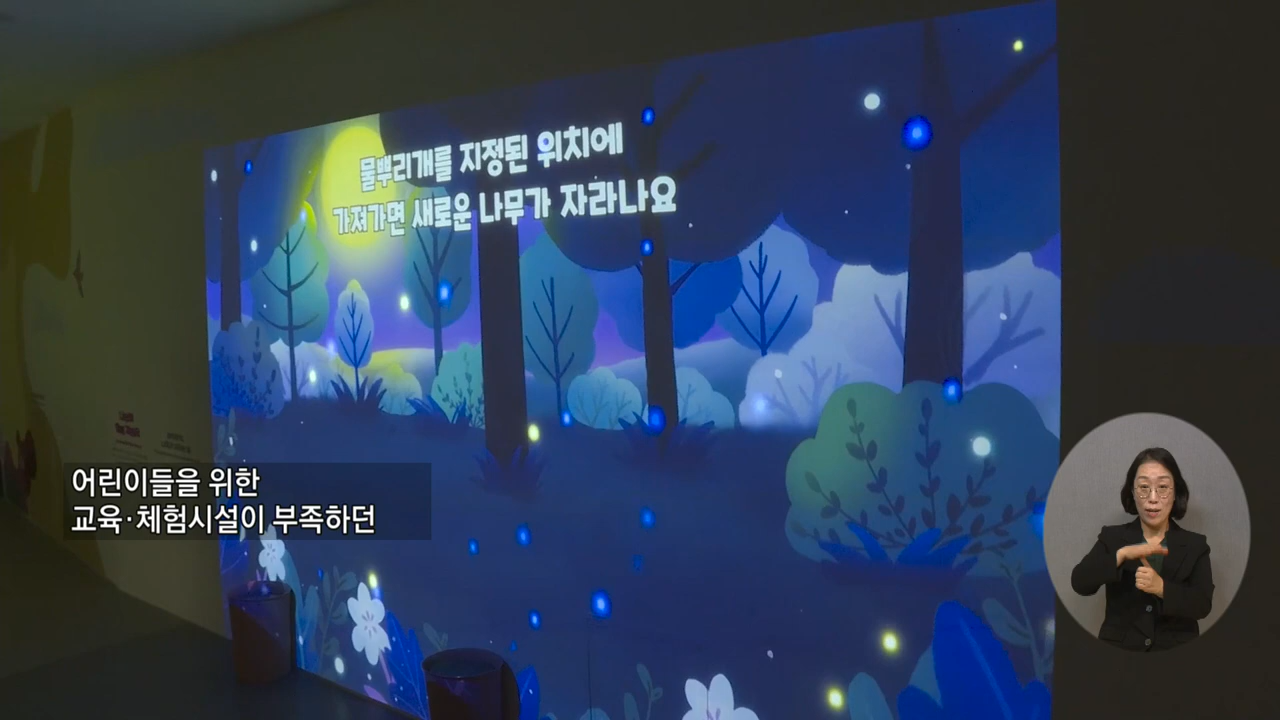 물뿌리개를 지정된 위치에
가져가면 새로운 나무가 자라나요
어린이들을 위한
교육·체험시설이 부족하던